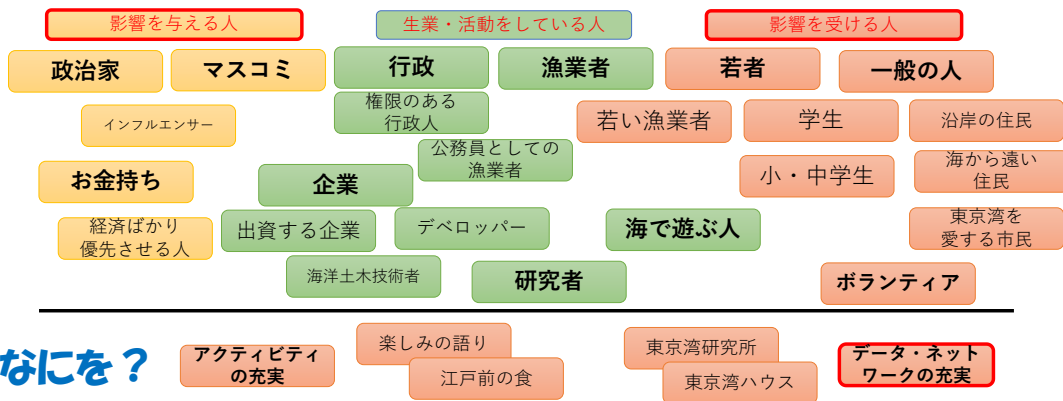 影響を与える人
生業・活動をしている人
影響を受ける人
政治家
マスコミ
行政
漁業者
若者
一般の人
インフルエンサー
権限のある
行政人
若い漁業者
学生
沿岸の住民
公務員としての
漁業者
お金持ち
企業
小・中学生
海から遠い
住民
経済ばかり
優先させる人
出資する企業
デベロッパー
海で遊ぶ人
東京湾を
愛する市民
海洋土木技術者
研究者
ボランティア
なにを？
アクティビティ
の充実
楽しみの語り
江戸前の食
東京湾研究所
東京湾ハウス
データ・ネット
ワークの充実